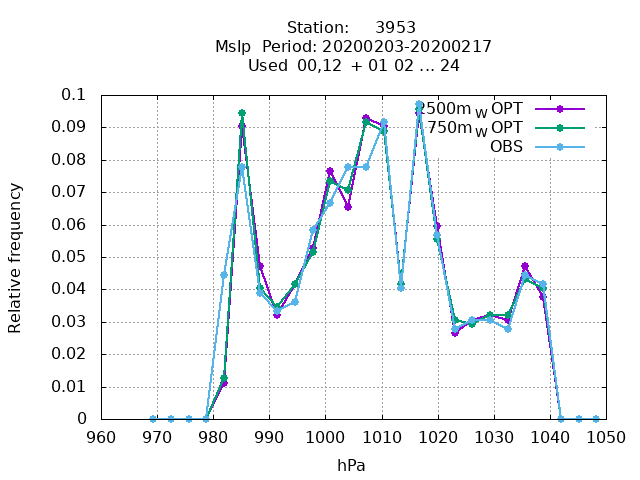 Station: 3953
Mslp Period: 20200203-20200217
Used 00,12 + 01 02 ... 24
0.1
0.09
0.08
0.07
0.06
0.05
0.04
0.03
0.02
0.01
0
960 970 980 990 1000 1010 1020 1030 1040 1050
Relative frequency
hPa
2500m W OPT
750m W OPT
OBS